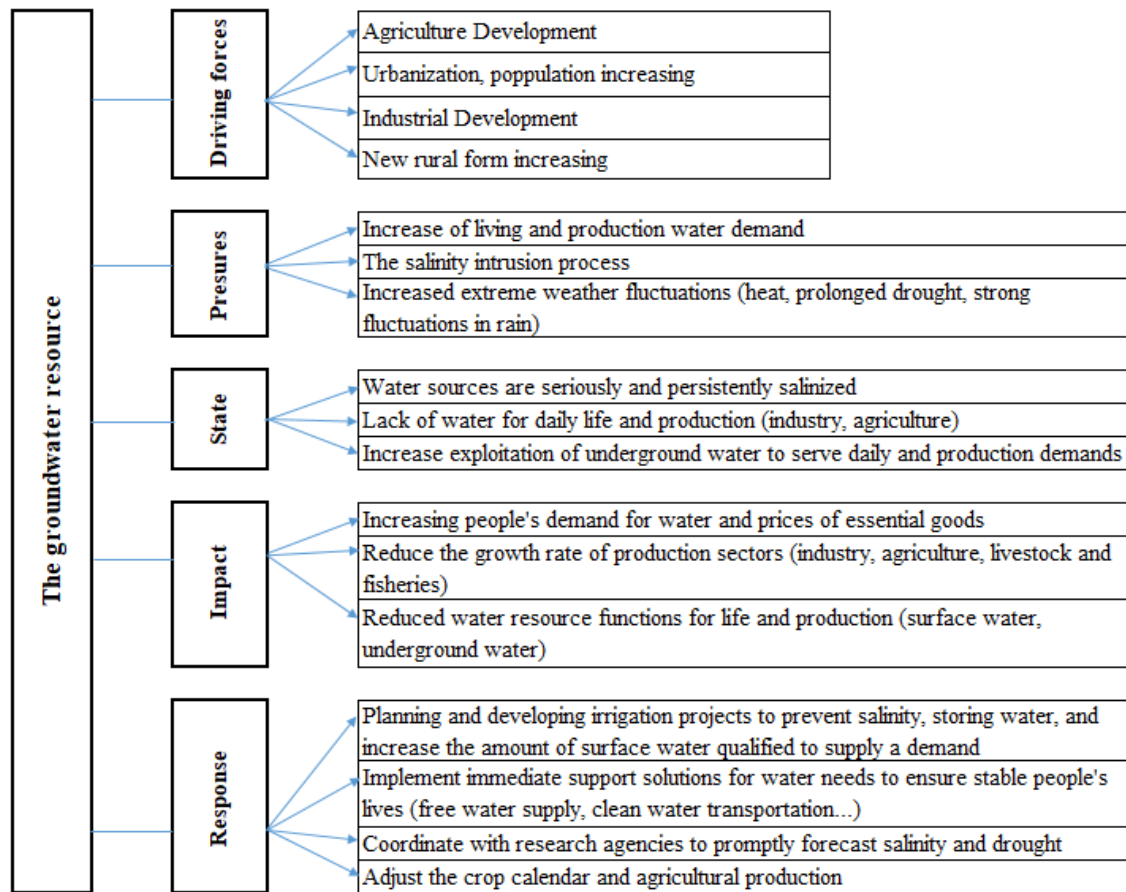 The groundwater resource
Driving forces
Agriculture Development
Urbanization, poppulation increasing
Industrial Development
New rural form increasing
Presures
Increase of living and production water demand
The salinity intrusion process
Increased extreme weather fluctuations (heat, prolonged drought, strong
fluctuations in rain)
State
Water sources are seriously and persistently salinized
Lack of water for daily life and production (industry, agriculture)
Increase exploitation of underground water to serve daily and production demands
Impact
Increasing people's demand for water and prices of essential goods
Reduce the growth rate of production sectors (industry, agriculture, livestock and
fisheries)
Reduced water resource functions for life and production (surface water,
underground water)
Response
Planning and developing irrigation projects to prevent salinity, storing water, and
increase the amount of surface water qualified to supply a demand
Implement immediate support solutions for water needs to ensure stable people's
lives (free water supply, clean water transportation...)
Coordinate with research agencies to promptly forecast salinity and drought
Adjust the crop calendar and agricultural production